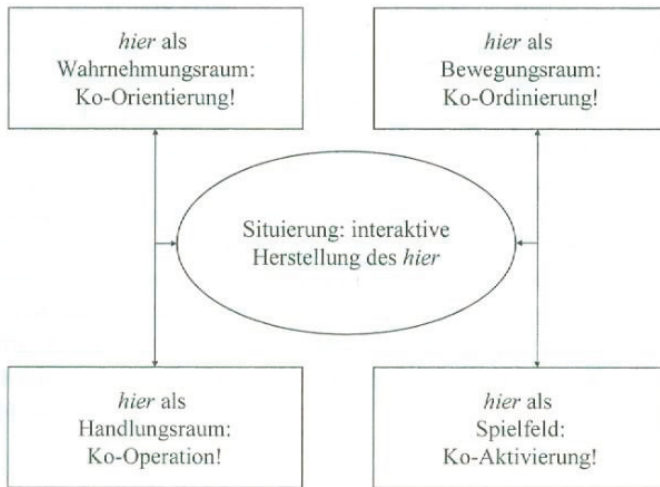 hier als
Wahrnehmungsraum:
Ko-Orientierung!
hier als
Bewegungsraum:
Ko-Ordinierung!
Situierung: interaktive
Herstellung des hier
hier als
Handlungsraum:
Ko-Operation!
hier als
Spielfeld:
Ko-Aktivierung!